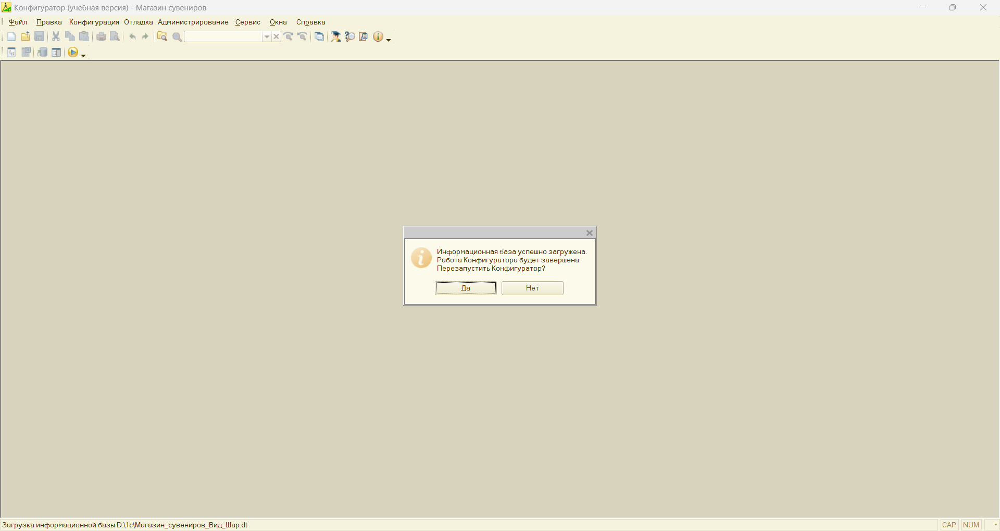 Конфигуратор (учебная версия) - Магазин сувениров
Файл Правка Конфигурация Отладка Администрирование Сервис Окна Справка
Информационная база успешно загружена.
Работа Конфигуратора будет завершена.
Перезапустить Конфигуратор?
Да Нет
Загрузка информационной базы D:\1c\Магазин_сувениров_Вид_Шар.dt CAP NUM